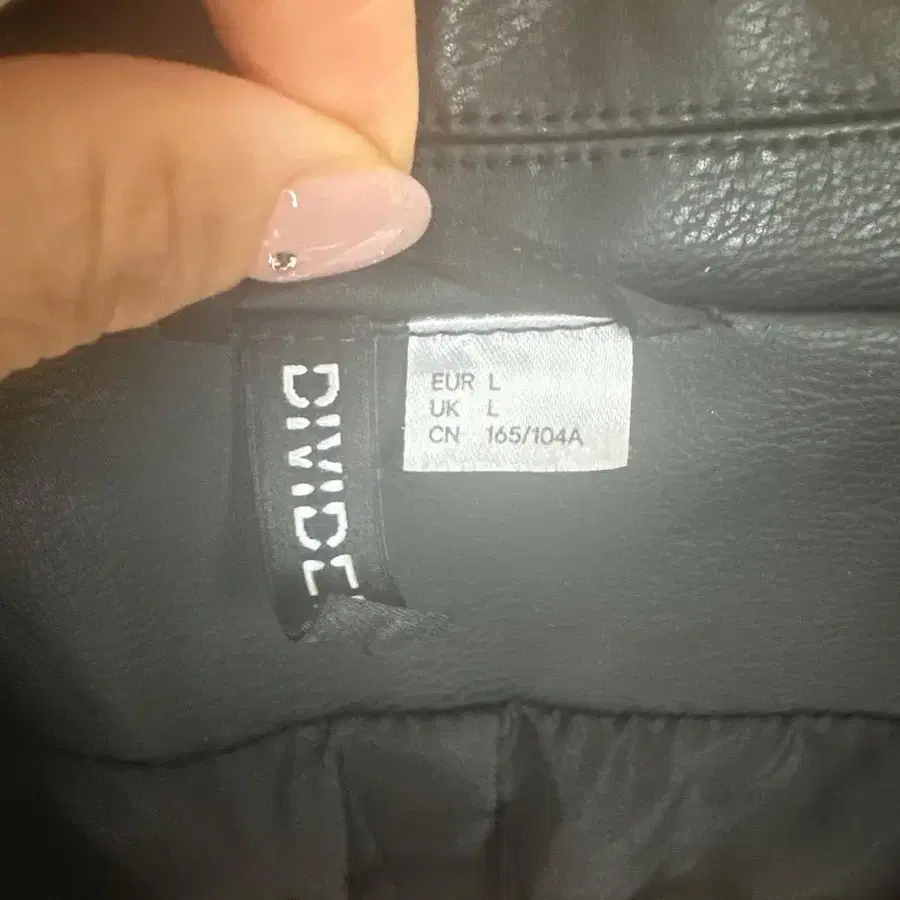 DIVIDE
EUR L
UK L
CN 165/104A